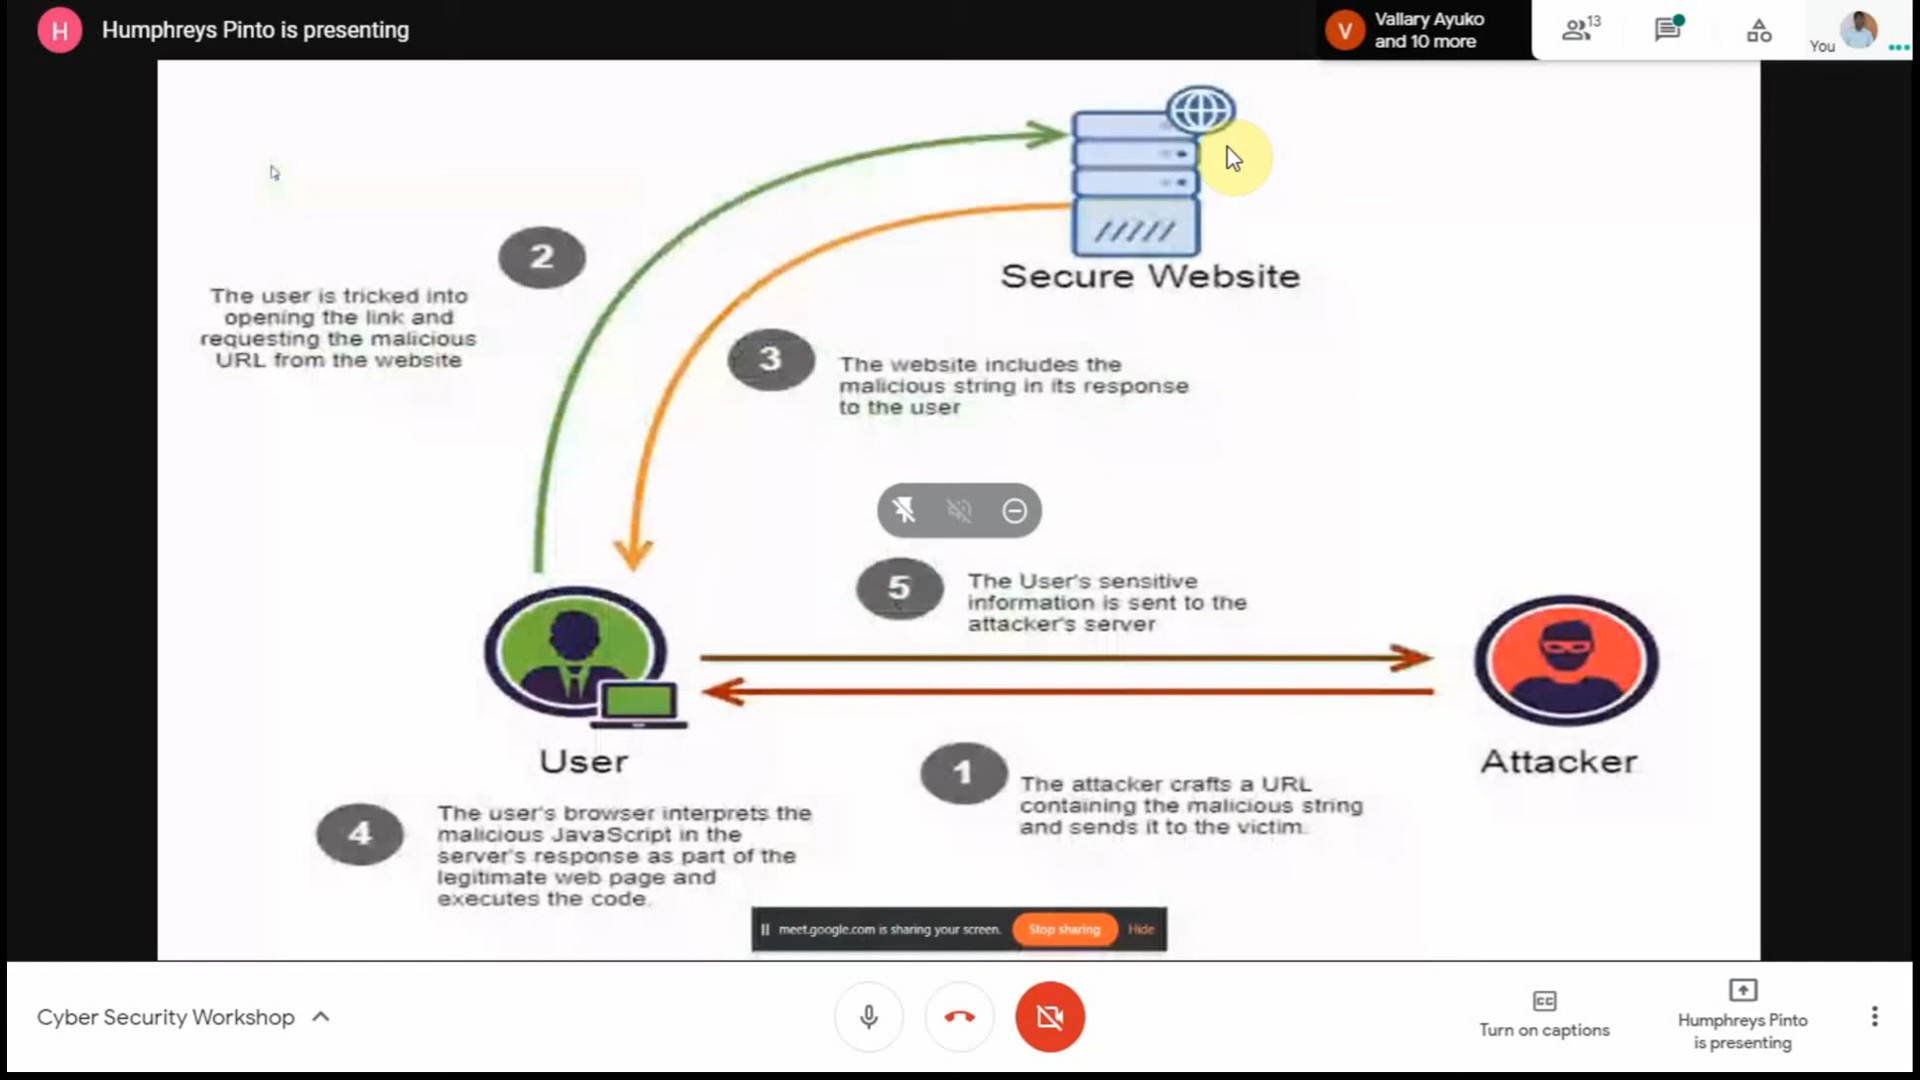 H
Humphreys Pinto is presenting
V
Vallary Ayuko
and 10 more
13
You
Secure Website
2
The user is tricked into
opening the link and
requesting the malicious
URL from the website
3
The website includes the
malicious string in its response
to the user
5
The User's sensitive
information is sent to the
attacker's server
User
Attacker
1
The attacker crafts a URL
containing the malicious string
and sends it to the victim.
4
The user's browser interprets the
malicious JavaScript in the
server's response as part of the
legitimate web page and
executes the code.
meet.google.com is sharing your screen.
Stop sharing
Hide
Cyber Security Workshop
CC
Turn on captions
Humphreys Pinto
is presenting